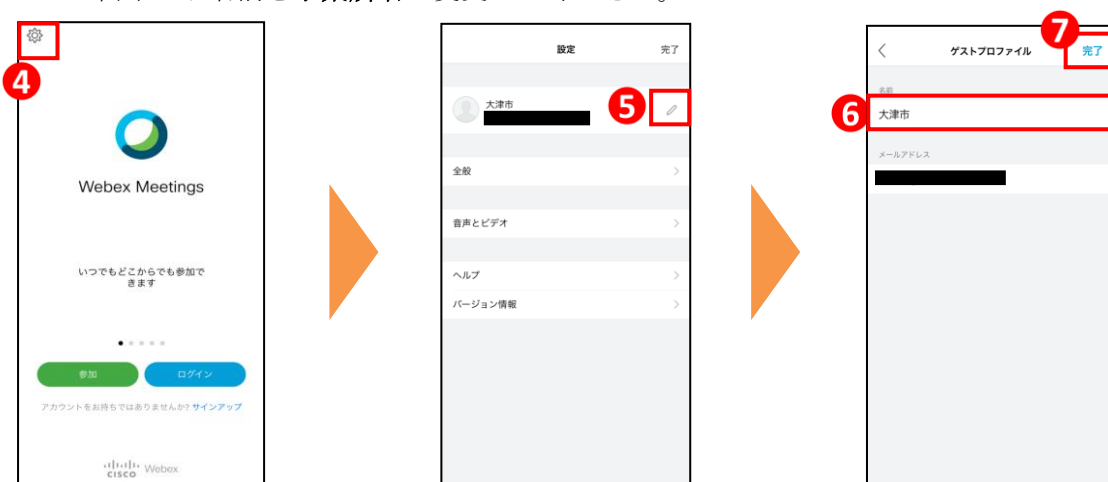 4
Webex Meetings
いつでもどこからでも参加で
きます
参加
ログイン
アカウントをお持ちではありませんか? サインアップ
CISCO Webex
設定
完了
大津市
5
全般
音声とビデオ
ヘルプ
バージョン情報
7
ゲストプロファイル
完了
名前
6
大津市
メールアドレス